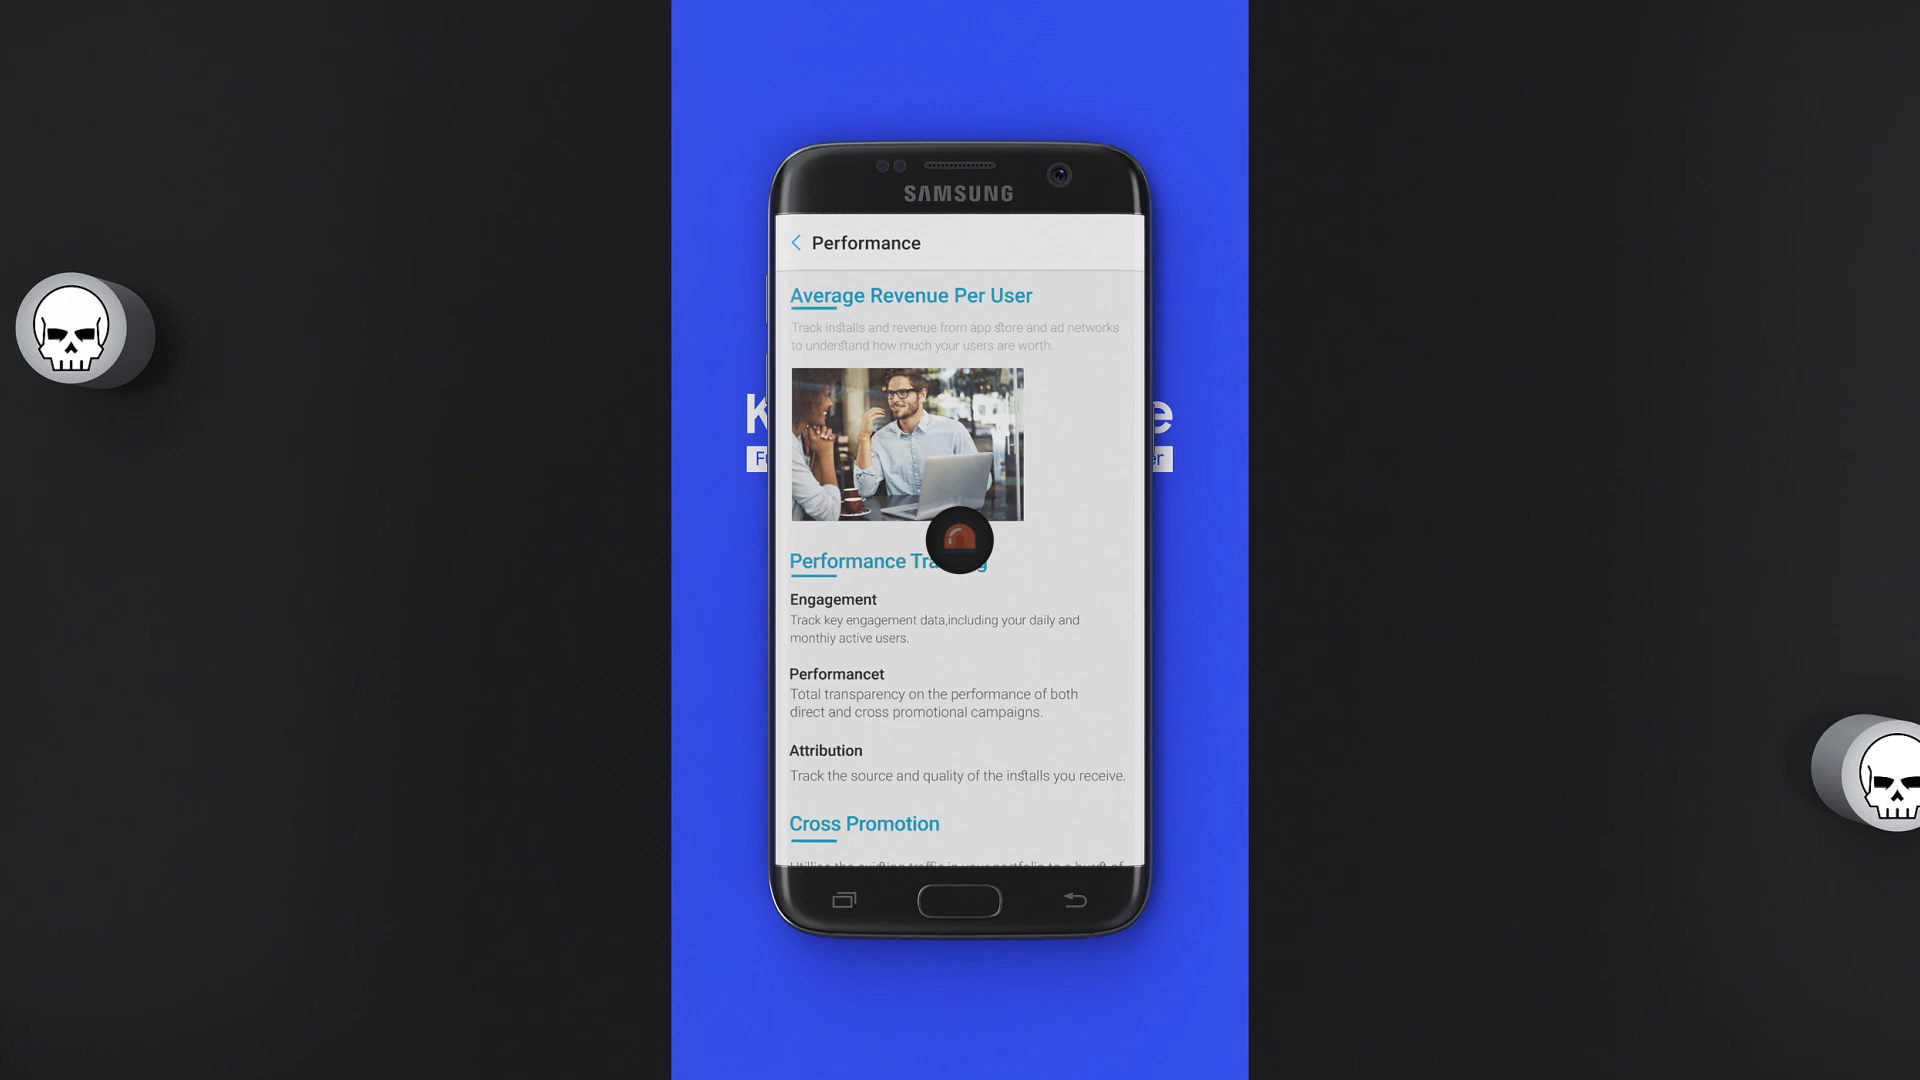 SAMSUNG
Performance
Average Revenue Per User
Track installs and revenue from app store and ad networks
to understand how much your users are worth.
Performance
Engagement
Track key engagement data,including your daily and
monthiy active users.
Performancet
Total transparency on the performance of both
direct and cross promotional campaigns.
Attribution
Track the source and quality of the installs you receive.
Cross Promotion